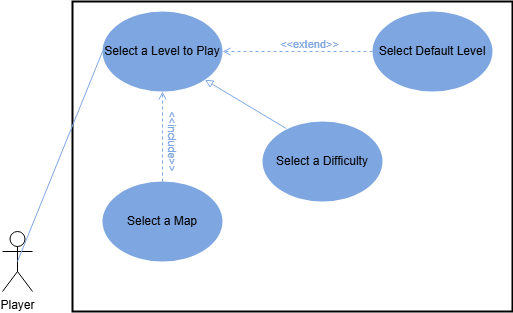 Select a Level to Play
<<extend>>
Select Default Level
<<include>>
Select a Difficulty
Select a Map
Player